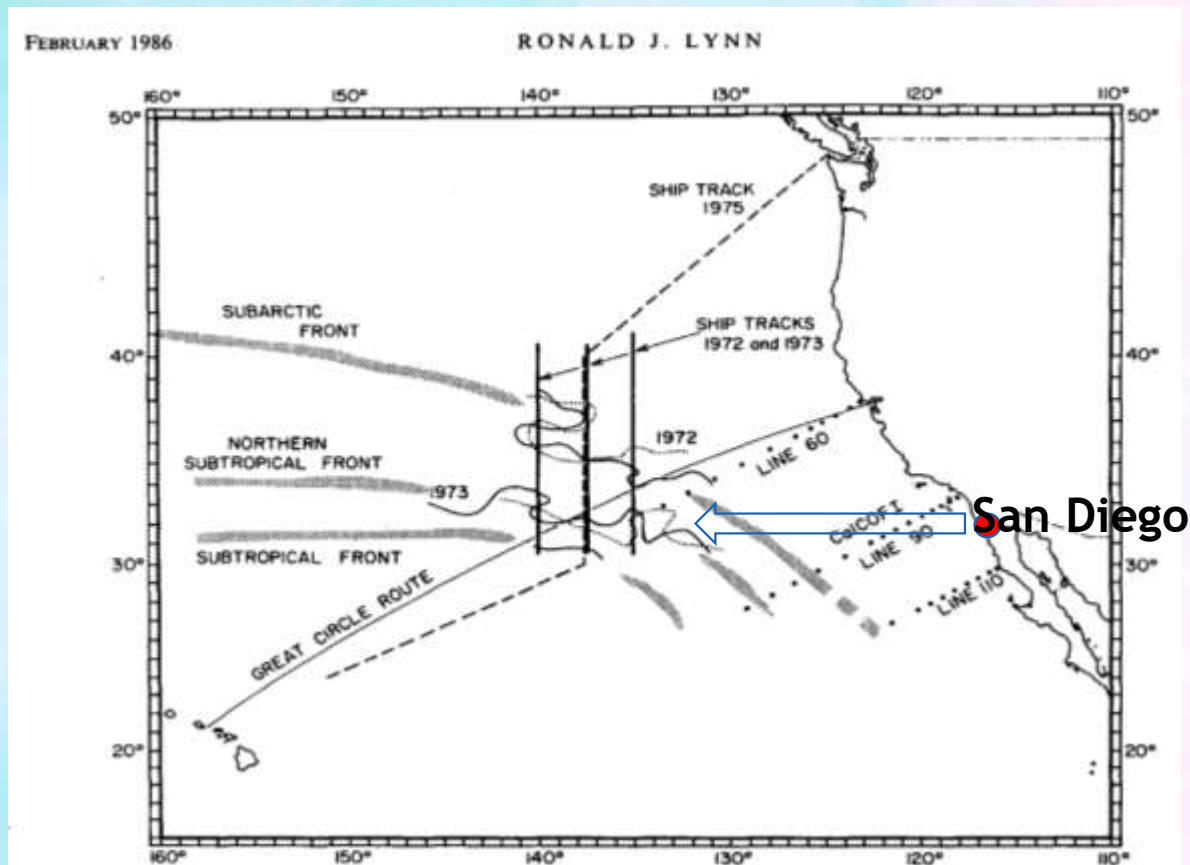 FEBRUARY 1986
RONALD J. LYNN
160° 150° 140° 130° 120° 110°
50° 50°
SHIP TRACK
1975
SUBARCTIC
FRONT
SHIP TRACKS
1972 and 1973
40° 40°
NORTHERN
SUBTROPICAL FRONT
1972
LINE 60
1973
San Diego
CalCOFI
LINE 90
SUBTROPICAL FRONT
30° 30°
LINE 110
GREAT CIRCLE ROUTE
20° 20°
160° 150° 140° 130° 120° 110°